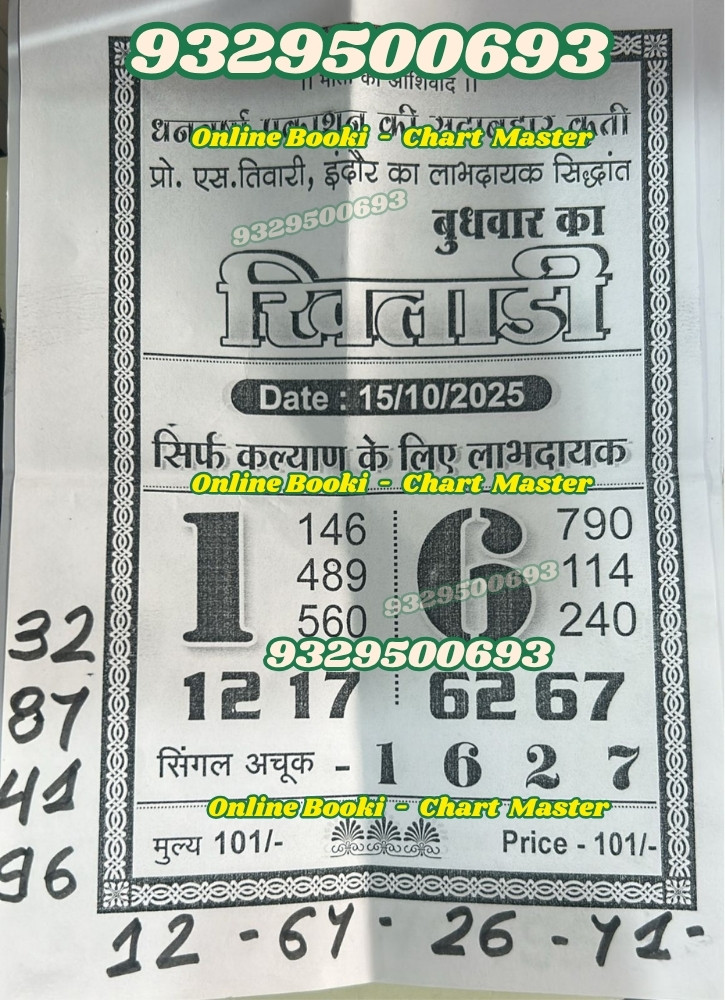 9329500693
।। माता का आशिर्वाद ।।
Online Booki - Chart Master
प्रो. एस.तिवारी, इंदौर का लाभदायक सिद्धांत
9329500693
बुधवार का
खिलाडी
Date : 15/10/2025
सिर्फ कल्याण के लिए लाभदायक
Online Booki - Chart Master
1 146 6 790
489 114
9329500693
560 240
9329500693
12 17 62 67
सिंगल अचूक - 1 6 2 7
Online Booki - Chart Master
मुल्य 101/- Price - 101/-
32
87
41
96
12 - 67 - 26 - 71 -